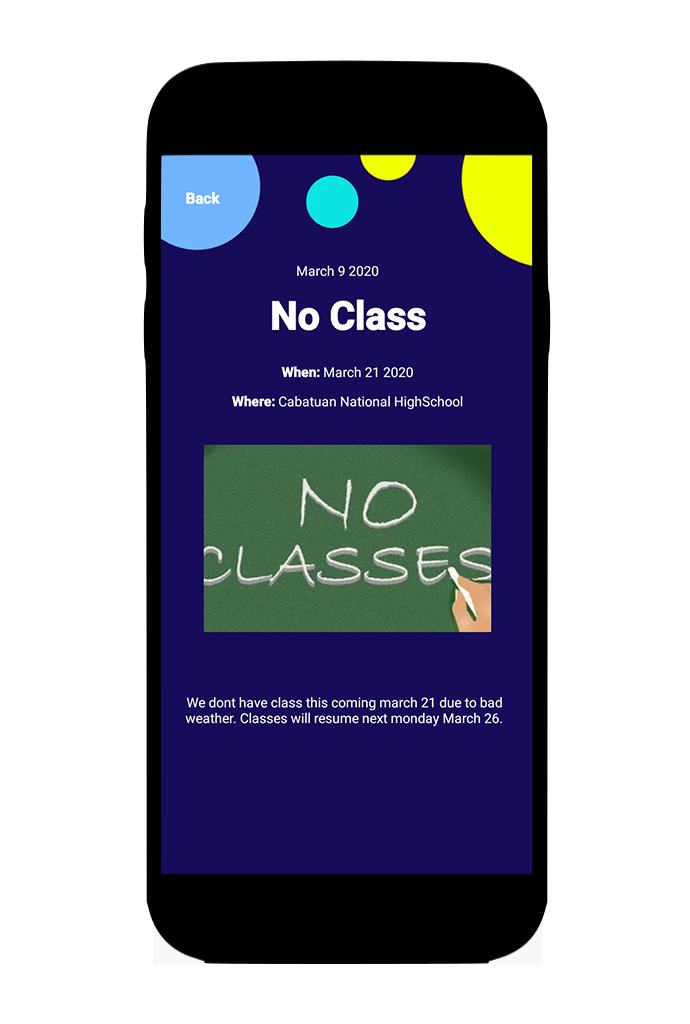 Back
March 9 2020
No Class
When: March 21 2020
Where: Cabatuan National HighSchool
NO
CLASSES
We dont have class this coming march 21 due to bad
weather. Classes will resume next monday March 26.